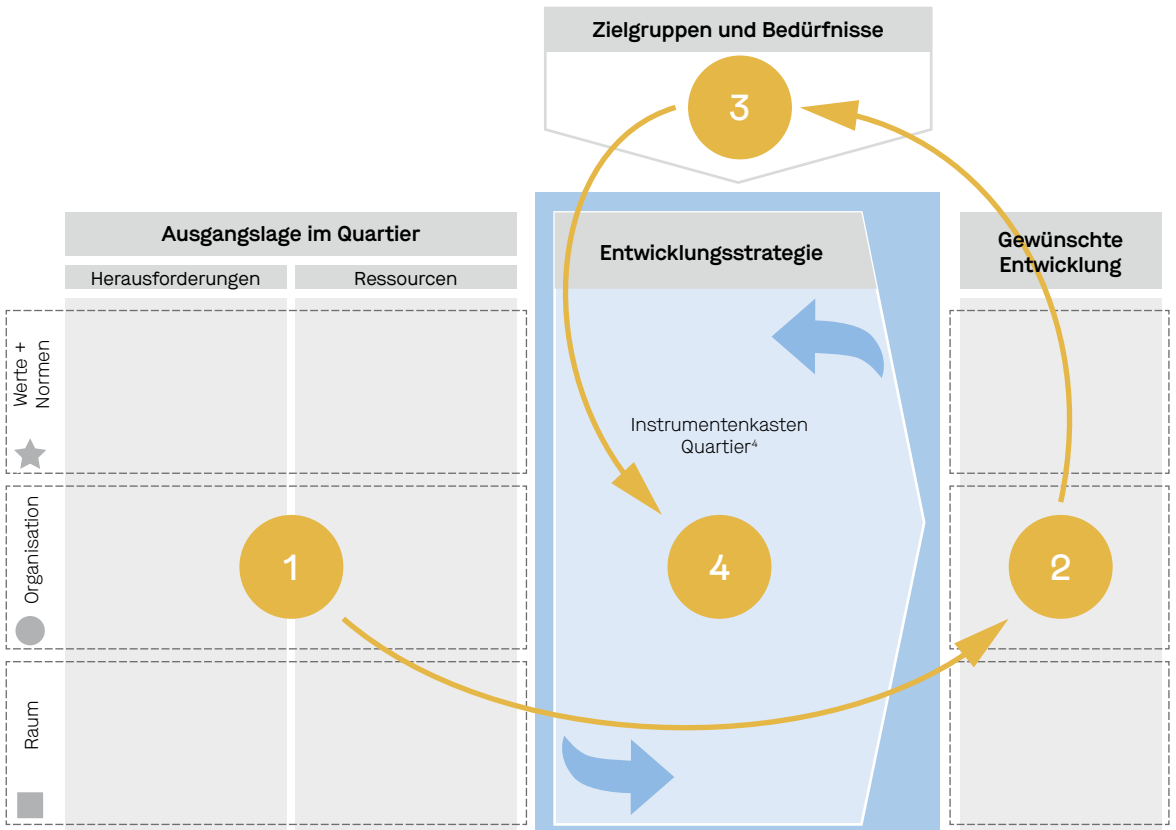 Zielgruppen und Bedürfnisse
3
Ausgangslage im Quartier
Herausforderungen
Ressourcen
Entwicklungsstrategie
Gewünschte
Entwicklung
Werte +
Normen
Instrumentenkasten
Quartier⁴
Organisation
1
4
2
Raum